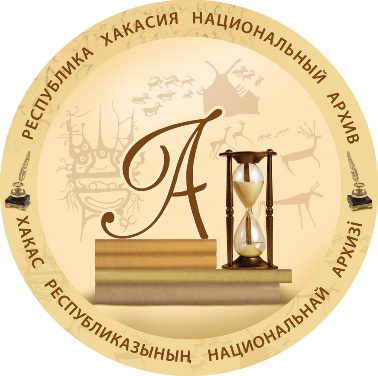 РЕСПУБЛИКА ХАКАСИЯ НАЦИОНАЛЬНЫЙ АРХИВ
А
ХАКАС РЕСПУБЛИКАЗЫНЫҢ НАЦИОНАЛЬНАЙ АРХИЗІ